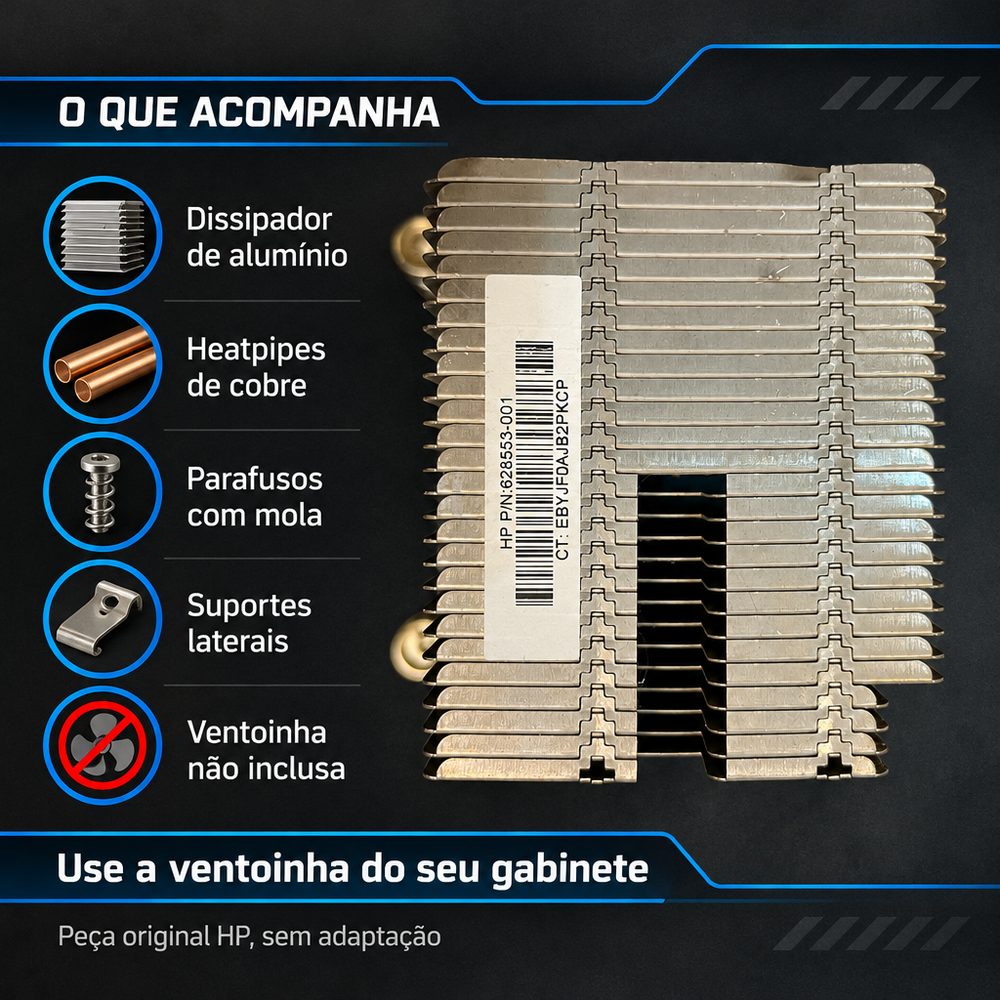 O QUE ACOMPANHA
Dissipador
de alumínio
Heatpipes
de cobre
Parafusos
com mola
Suportes
laterais
Ventoinha
não inclusa
HP P/N:628553-001
CT: EBYJF0AJB2PKCP
Use a ventoinha do seu gabinete
Peça original HP, sem adaptação